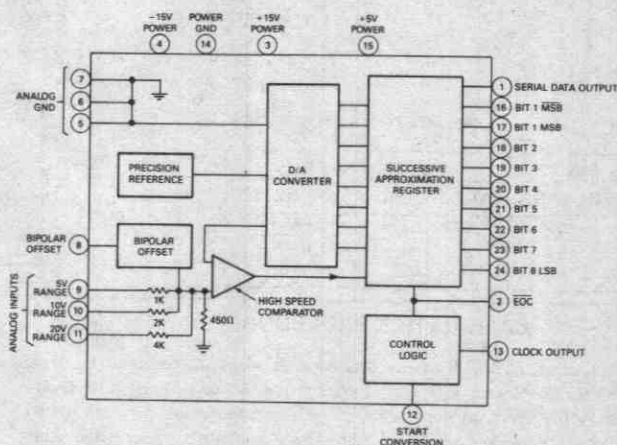 −15V
POWER
4
POWER
GND
14
+15V
POWER
3
+5V
POWER
15
ANALOG
GND
7
6
5
PRECISION
REFERENCE
D/A
CONVERTER
SUCCESSIVE
APPROXIMATION
REGISTER
1 SERIAL DATA OUTPUT
16 BIT 1 M̅S̅B̅
17 BIT 1 MSB
18 BIT 2
19 BIT 3
20 BIT 4
21 BIT 5
22 BIT 6
23 BIT 7
24 BIT 8 LSB
BIPOLAR
OFFSET
8
BIPOLAR
OFFSET
ANALOG INPUTS
5V
RANGE
9
1K
10V
RANGE
10
2K
20V
RANGE
11
4K
450Ω
HIGH SPEED
COMPARATOR
2 E̅O̅C̅
CONTROL
LOGIC
13 CLOCK OUTPUT
12
START
CONVERSION